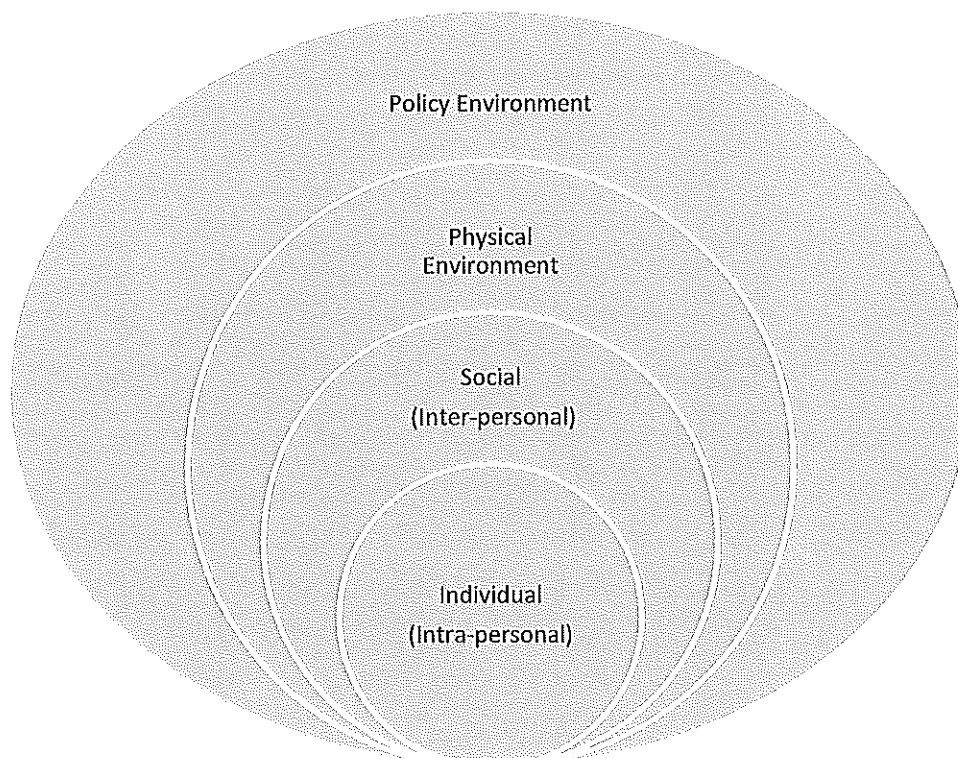 Policy Environment
Physical
Environment
Social
(Inter-personal)
Individual
(Intra-personal)